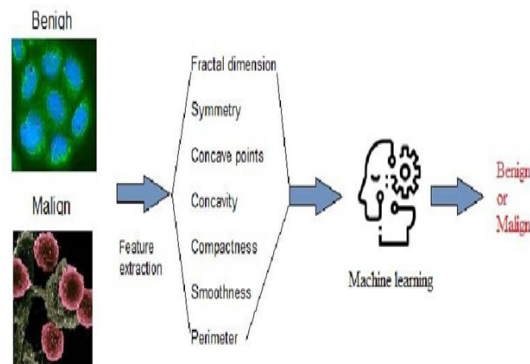 Benigh
Malign
Feature
extraction
Fractal dimension
Symmetry
Concave points
Concavity
Compactness
Smoothness
Perimeter
Machine learning
Benign
or
Malign